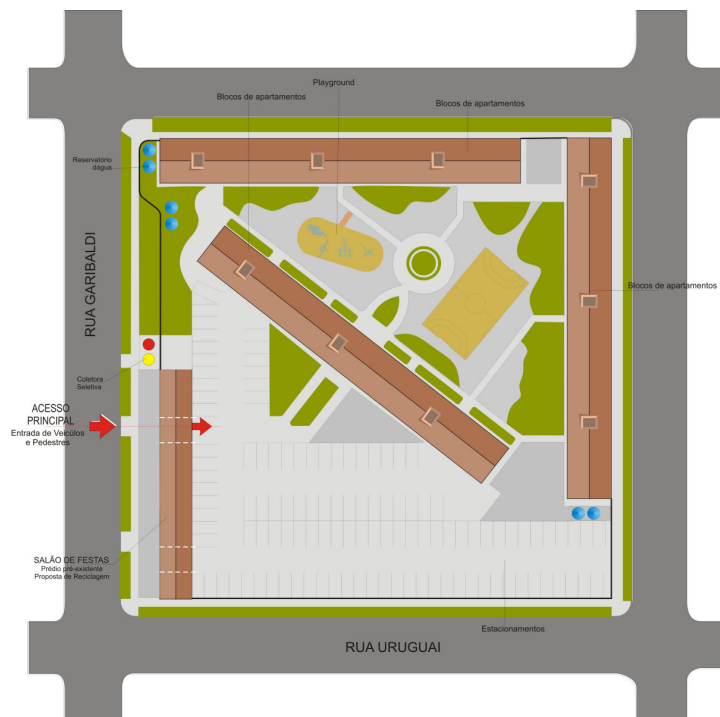 Playground
Blocos de apartamentos
Blocos de apartamentos
Reservatório
dágua
RUA GARIBALDI
Blocos de apartamentos
Coletora
Seletiva
ACESSO
PRINCIPAL
Entrada de Veicúlos
e Pedestres
SALÃO DE FESTAS
Prédio pré-existente
Proposta de Reciclagem
Estacionamentos
RUA URUGUAI